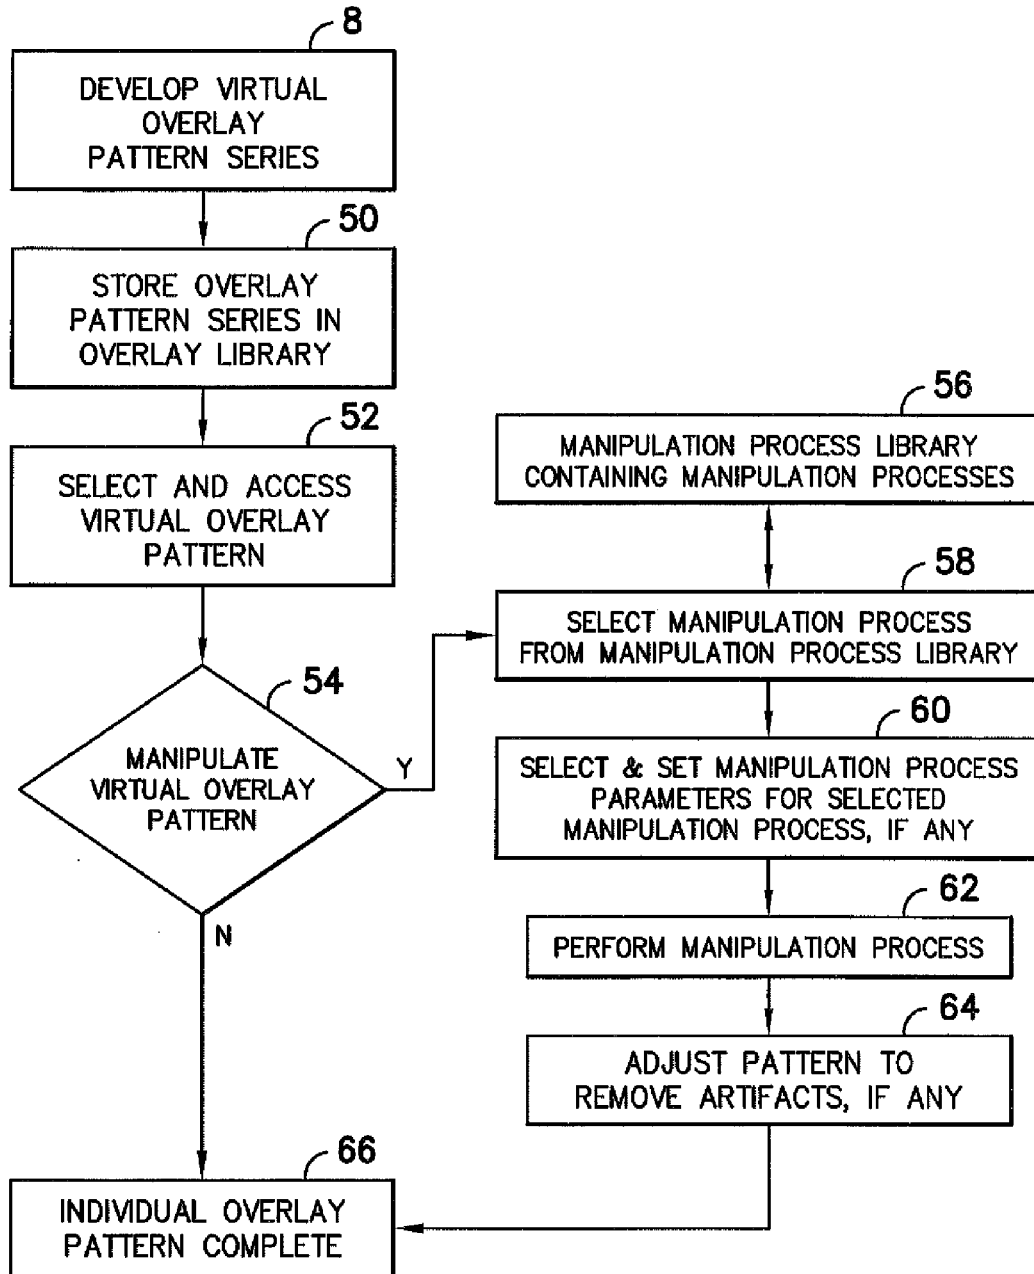 8
DEVELOP VIRTUAL
OVERLAY
PATTERN SERIES
50
STORE OVERLAY
PATTERN SERIES IN
OVERLAY LIBRARY
52
SELECT AND ACCESS
VIRTUAL OVERLAY
PATTERN
54
MANIPULATE
VIRTUAL OVERLAY
PATTERN
Y
N
56
MANIPULATION PROCESS LIBRARY
CONTAINING MANIPULATION PROCESSES
58
SELECT MANIPULATION PROCESS
FROM MANIPULATION PROCESS LIBRARY
60
SELECT & SET MANIPULATION PROCESS
PARAMETERS FOR SELECTED
MANIPULATION PROCESS, IF ANY
62
PERFORM MANIPULATION PROCESS
64
ADJUST PATTERN TO
REMOVE ARTIFACTS, IF ANY
66
INDIVIDUAL OVERLAY
PATTERN COMPLETE